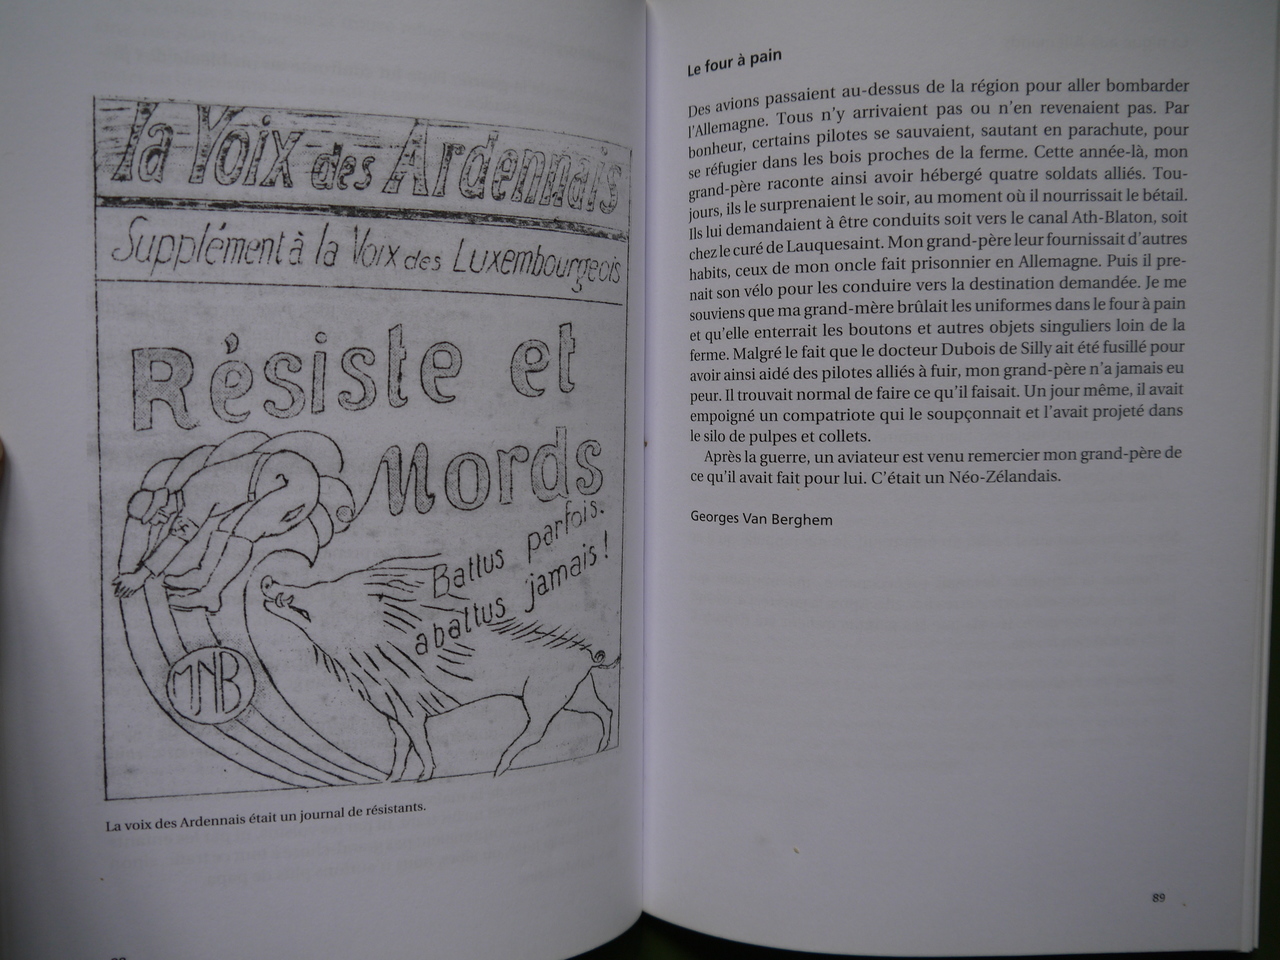 la Voix des Ardennais
Supplément à la Voix des Luxembourgeois
Résiste et
Mords
Battus parfois.
abattus jamais !
MNB
La voix des Ardennais était un journal de résistants.
Le four à pain
Des avions passaient au-dessus de la région pour aller bombarder
l'Allemagne. Tous n'y arrivaient pas ou n'en revenaient pas. Par
bonheur, certains pilotes se sauvaient, sautant en parachute, pour
se réfugier dans les bois proches de la ferme. Cette année-là, mon
grand-père raconte ainsi avoir hébergé quatre soldats alliés. Tou-
jours, ils le surprenaient le soir, au moment où il nourrissait le bétail.
Ils lui demandaient à être conduits soit vers le canal Ath-Blaton, soit
chez le curé de Lauquesaint. Mon grand-père leur fournissait d'autres
habits, ceux de mon oncle fait prisonnier en Allemagne. Puis il pre-
nait son vélo pour les conduire vers la destination demandée. Je me
souviens que ma grand-mère brûlait les uniformes dans le four à pain
et qu'elle enterrait les boutons et autres objets singuliers loin de la
ferme. Malgré le fait que le docteur Dubois de Silly ait été fusillé pour
avoir ainsi aidé des pilotes alliés à fuir, mon grand-père n'a jamais eu
peur. Il trouvait normal de faire ce qu'il faisait. Un jour même, il avait
empoigné un compatriote qui le soupçonnait et l'avait projeté dans
le silo de pulpes et collets.
Après la guerre, un aviateur est venu remercier mon grand-père de
ce qu'il avait fait pour lui. C'était un Néo-Zélandais.
Georges Van Berghem
89